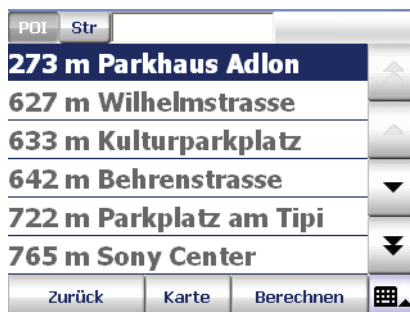 POI Str
273 m Parkhaus Adlon
627 m Wilhelmstrasse
633 m Kulturparkplatz
642 m Behrenstrasse
722 m Parkplatz am Tipi
765 m Sony Center
Zurück Karte Berechnen